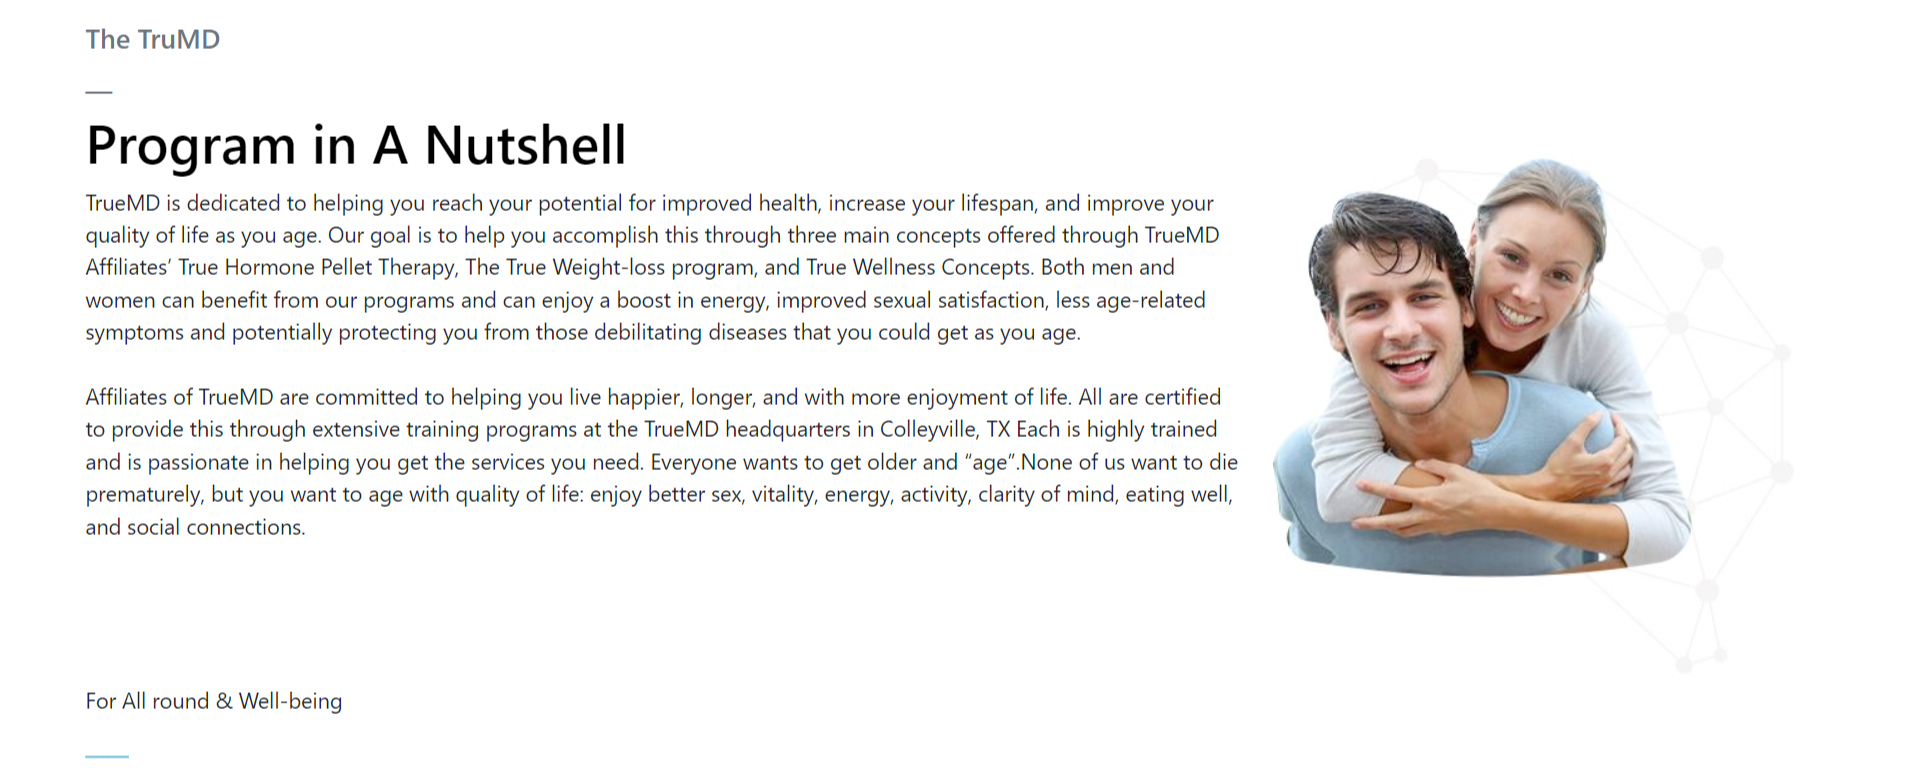 The TruMD
Program in A Nutshell
TrueMD is dedicated to helping you reach your potential for improved health, increase your lifespan, and improve your
quality of life as you age. Our goal is to help you accomplish this through three main concepts offered through TrueMD
Affiliates’ True Hormone Pellet Therapy, The True Weight-loss program, and True Wellness Concepts. Both men and
women can benefit from our programs and can enjoy a boost in energy, improved sexual satisfaction, less age-related
symptoms and potentially protecting you from those debilitating diseases that you could get as you age.
Affiliates of TrueMD are committed to helping you live happier, longer, and with more enjoyment of life. All are certified
to provide this through extensive training programs at the TrueMD headquarters in Colleyville, TX Each is highly trained
and is passionate in helping you get the services you need. Everyone wants to get older and “age”.None of us want to die
prematurely, but you want to age with quality of life: enjoy better sex, vitality, energy, activity, clarity of mind, eating well,
and social connections.
For All round & Well-being